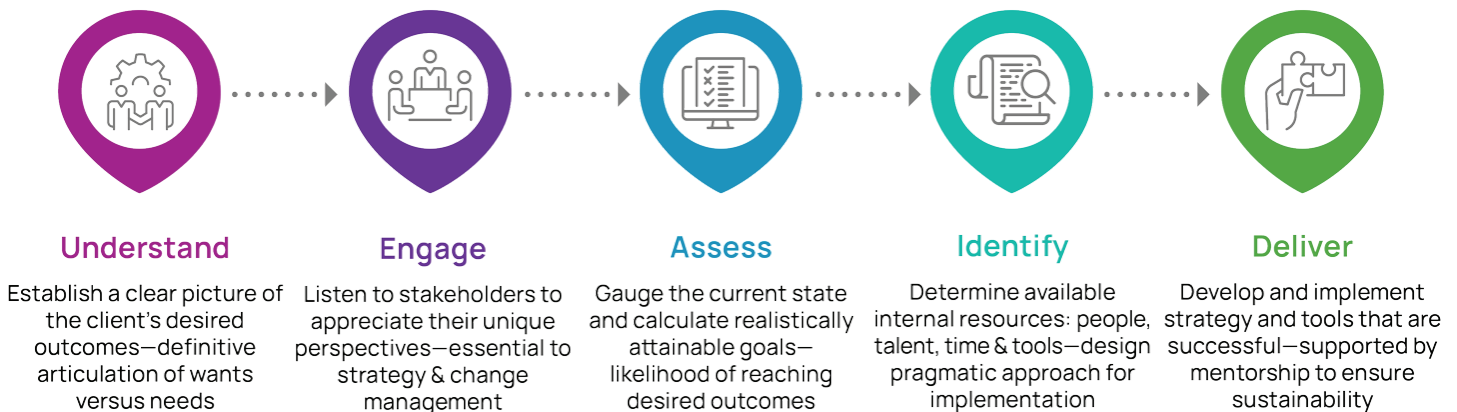 Understand
Establish a clear picture of
the client's desired
outcomes—definitive
articulation of wants
versus needs
Engage
Listen to stakeholders to
appreciate their unique
perspectives—essential to
strategy & change
management
Assess
Gauge the current state
and calculate realistically
attainable goals—
likelihood of reaching
desired outcomes
Identify
Determine available
internal resources: people,
talent, time & tools—design
pragmatic approach for
implementation
Deliver
Develop and implement
strategy and tools that are
successful—supported by
mentorship to ensure
sustainability